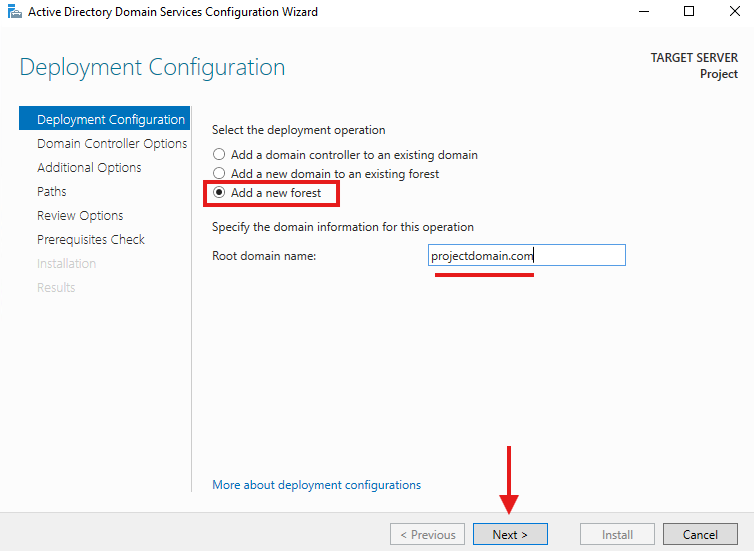 Active Directory Domain Services Configuration Wizard
Deployment Configuration
TARGET SERVER
Project
Deployment Configuration
Domain Controller Options
Additional Options
Paths
Review Options
Prerequisites Check
Installation
Results
Select the deployment operation
Add a domain controller to an existing domain
Add a new domain to an existing forest
Add a new forest
Specify the domain information for this operation
Root domain name: projectdomain.com
More about deployment configurations
< Previous Next > Install Cancel